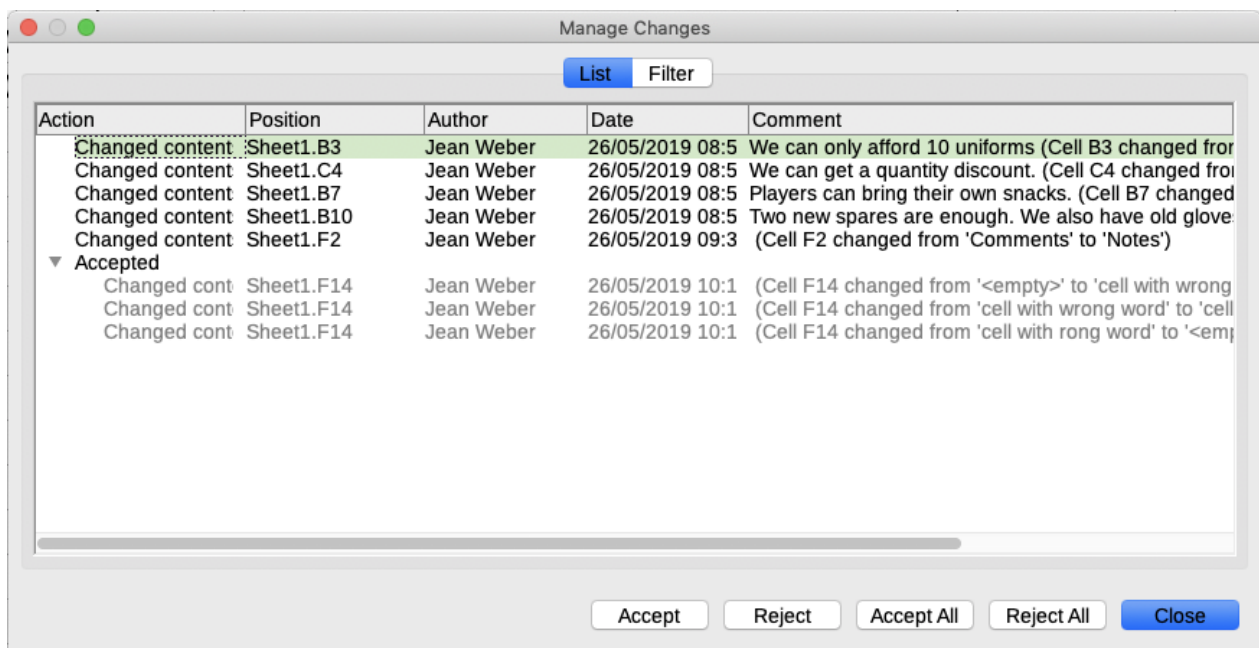 Manage Changes
List Filter
Action Position Author Date Comment
Changed content Sheet1.B3 Jean Weber 26/05/2019 08:5 We can only afford 10 uniforms (Cell B3 changed
Changed content Sheet1.C4 Jean Weber 26/05/2019 08:5 We can get a quantity discount. (Cell C4 changed
Changed content Sheet1.B7 Jean Weber 26/05/2019 08:5 Players can bring their own snacks. (Cell B7 changed
Changed content Sheet1.B10 Jean Weber 26/05/2019 08:5 Two new spares are enough. We also have old
Changed content Sheet1.F2 Jean Weber 26/05/2019 09:3 (Cell F2 changed from 'Comments' to 'Notes')
Accepted
Changed cont Sheet1.F14 Jean Weber 26/05/2019 10:1 (Cell F14 changed from '<empty>' to 'cell with wrong
Changed cont Sheet1.F14 Jean Weber 26/05/2019 10:1 (Cell F14 changed from 'cell with wrong word' to 'cell
Changed cont Sheet1.F14 Jean Weber 26/05/2019 10:1 (Cell F14 changed from 'cell with rong word' to
Accept Reject Accept All Reject All Close